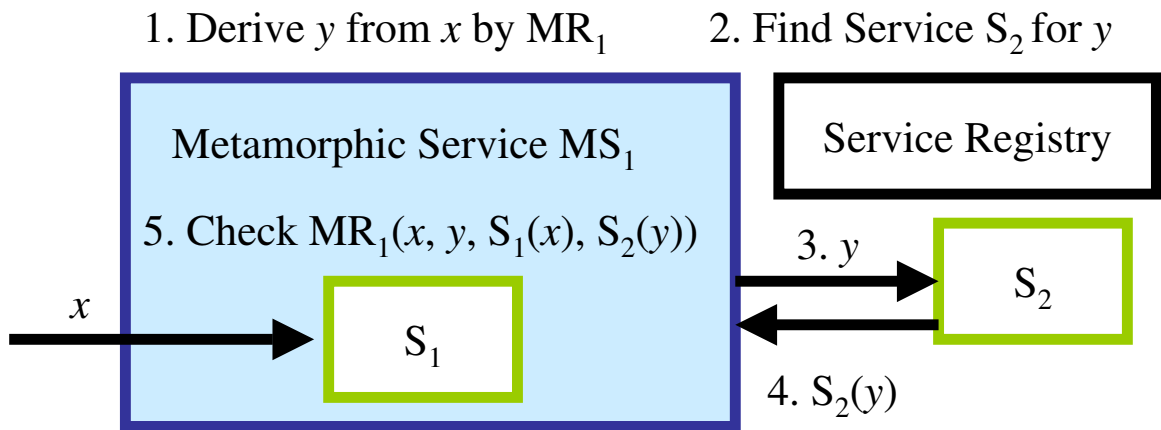 1. Derive y from x by MR₁
2. Find Service S₂ for y
Metamorphic Service MS₁
Service Registry
5. Check MR₁(x, y, S₁(x), S₂(y))
3. y
S₂
x
S₁
4. S₂(y)